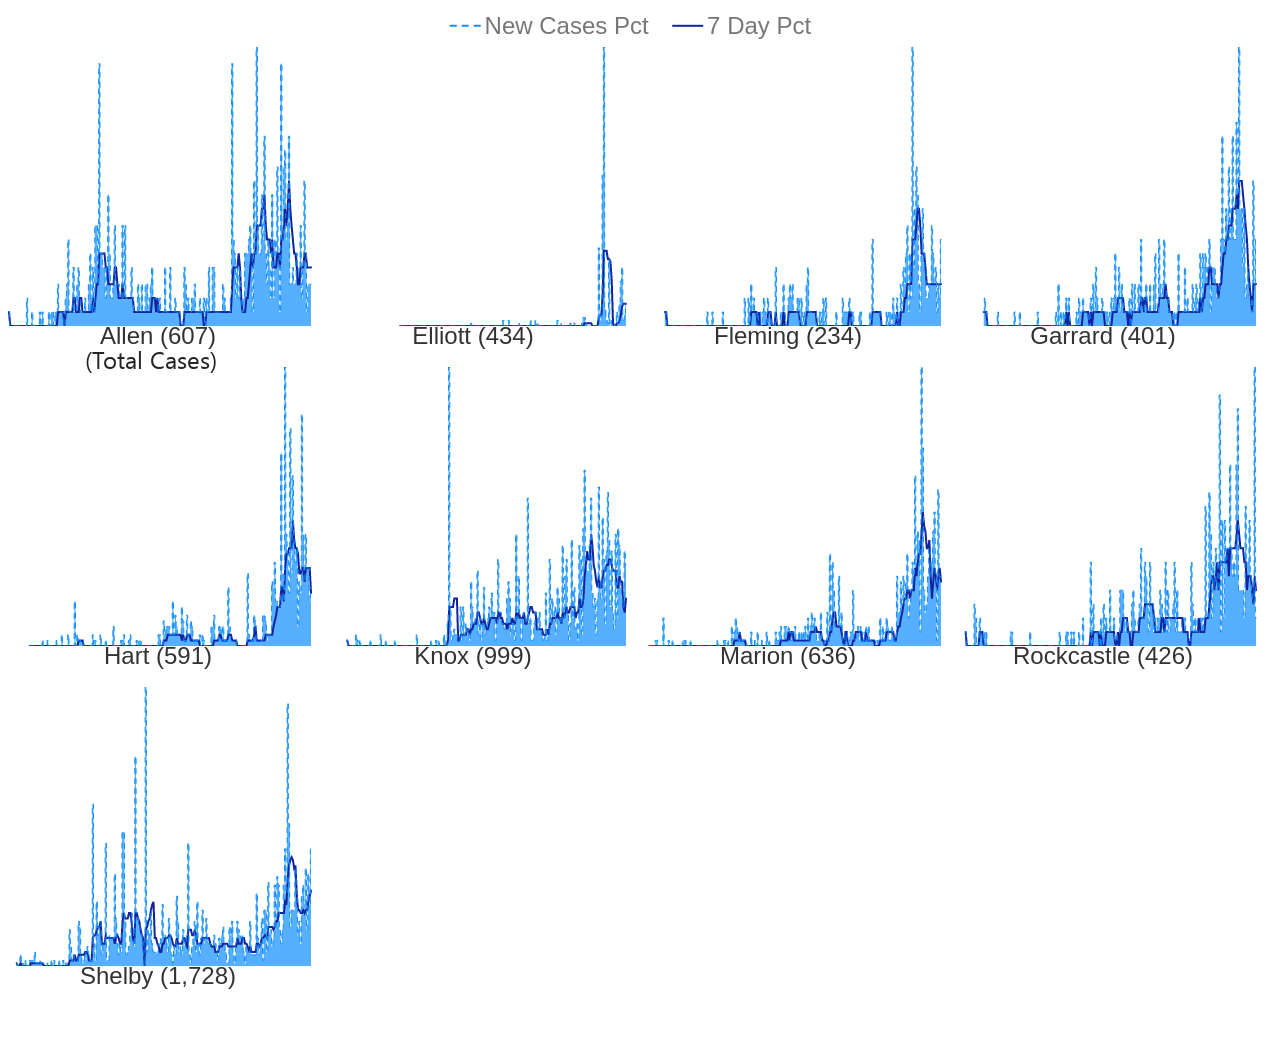 New Cases Pct 7 Day Pct
Allen (607)
(Total Cases)
Elliott (434)
Fleming (234)
Garrard (401)
Hart (591)
Knox (999)
Marion (636)
Rockcastle (426)
Shelby (1,728)